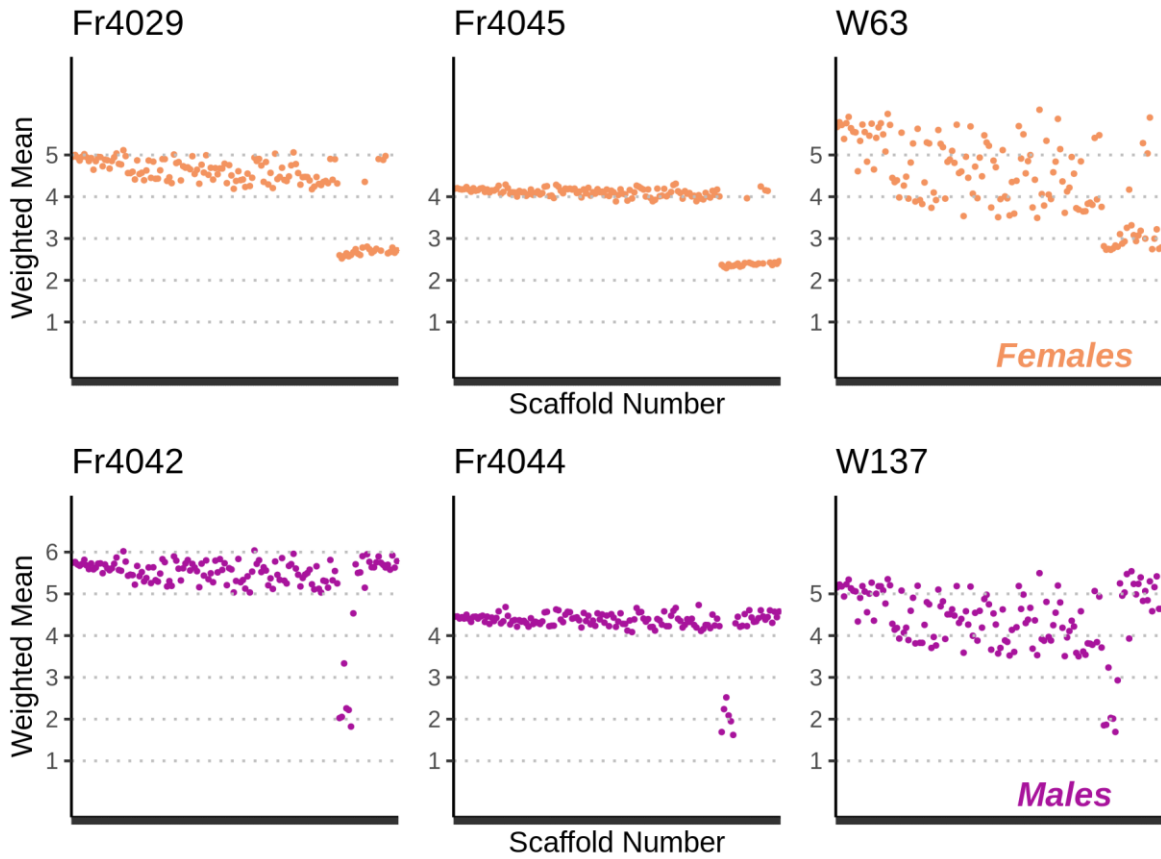 Fr4029 Fr4045 W63
Weighted Mean
5 5
4 4 4
3 3 3
2 2 2
1 1 1
Females
Scaffold Number
Fr4042 Fr4044 W137
Weighted Mean
6
5 5
4 4 4
3 3 3
2 2 2
1 1 1
Males
Scaffold Number